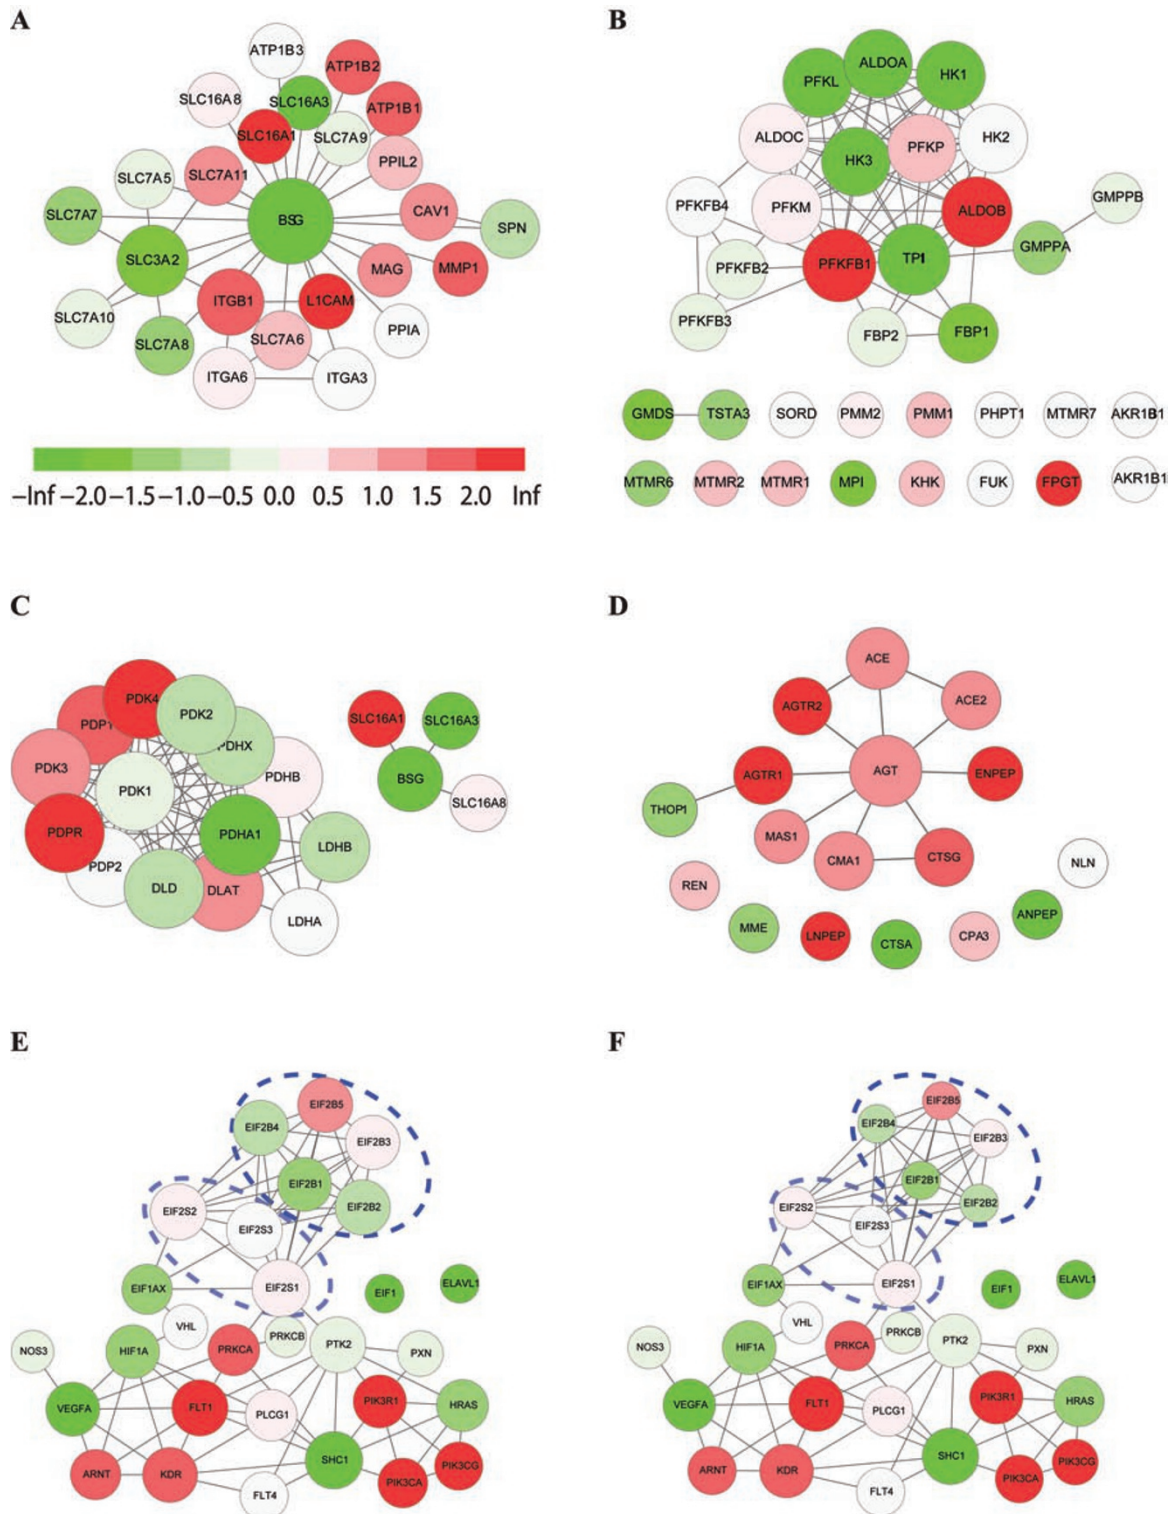 A
ATP1B3
ATP1B2
SLC16A8
SLC16A3
ATP1B1
SLC16A1
SLC7A9
PPIL2
SLC7A5
SLC7A11
SLC7A7
BSG
CAV1
SPN
SLC3A2
MAG
MMP1
ITGB1
L1CAM
SLC7A10
PPIA
SLC7A8
SLC7A6
ITGA6
ITGA3
−Inf −2.0 −1.5 −1.0 −0.5 0.0 0.5 1.0 1.5 2.0 Inf
B
PFKL
ALDOA
HK1
ALDOC
HK3
PFKP
HK2
PFKFB4
PFKM
ALDOB
GMPPB
GMPPA
PFKFB2
PFKFB1
TPI1
PFKFB3
FBP2
FBP1
GMDS TSTA3 SORD PMM2 PMM1 PHPT1 MTMR7 AKR1B1
MTMR6 MTMR2 MTMR1 MPI KHK FUK FPGT AKR1B1
C
PDK4
PDP1
PDK2
PDHX
PDK3
PDK1
PDHB
PDPR
PDHA1
PDP2
LDHB
DLD
DLAT
LDHA
SLC16A1
SLC16A3
BSG
SLC16A8
D
ACE
AGTR2
ACE2
AGTR1
AGT
ENPEP
THOP1
MAS1
CMA1
CTSG
NLN
REN
MME
LNPEP
CTSA
CPA3
ANPEP
E
EIF2B5
EIF2B4
EIF2B3
EIF2B1
EIF2B2
EIF2S2
EIF2S3
EIF1AX
EIF2S1
EIF1
ELAVL1
VHL
PRKCB
NOS3
HIF1A
PRKCA
PTK2
PXN
VEGFA
FLT1
PLCG1
PIK3R1
HRAS
ARNT
KDR
SHC1
PIK3CA
PIK3CG
FLT4
F
EIF2B5
EIF2B4
EIF2B3
EIF2B1
EIF2B2
EIF2S2
EIF2S3
EIF1AX
EIF2S1
EIF1
ELAVL1
VHL
PRKCB
NOS3
HIF1A
PRKCA
PTK2
PXN
VEGFA
FLT1
PLCG1
PIK3R1
HRAS
ARNT
KDR
SHC1
PIK3CA
PIK3CG
FLT4